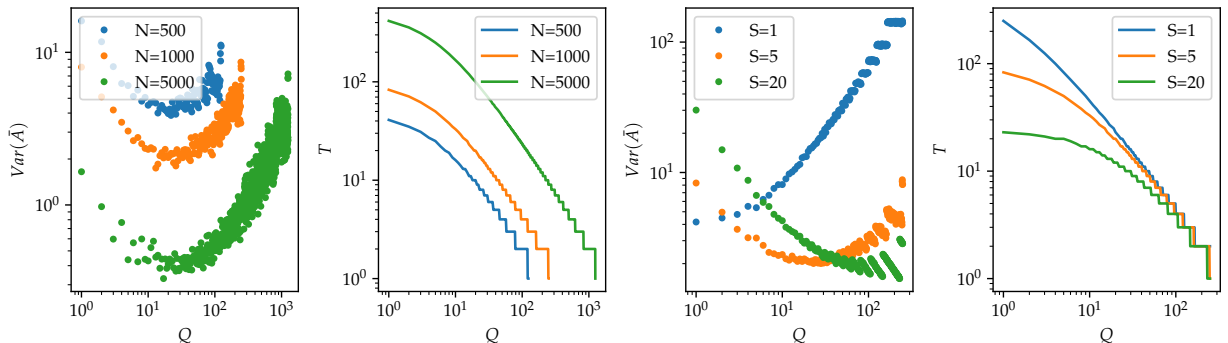 Var(Ā)
10¹
10⁰
10⁰
10¹
10²
10³
Q
N=500
N=1000
N=5000
T
10²
10¹
10⁰
10⁰
10¹
10²
10³
Q
N=500
N=1000
N=5000
Var(Ā)
10²
10¹
10⁰
10¹
10²
Q
S=1
S=5
S=20
T
10²
10¹
10⁰
10⁰
10¹
10²
Q
S=1
S=5
S=20